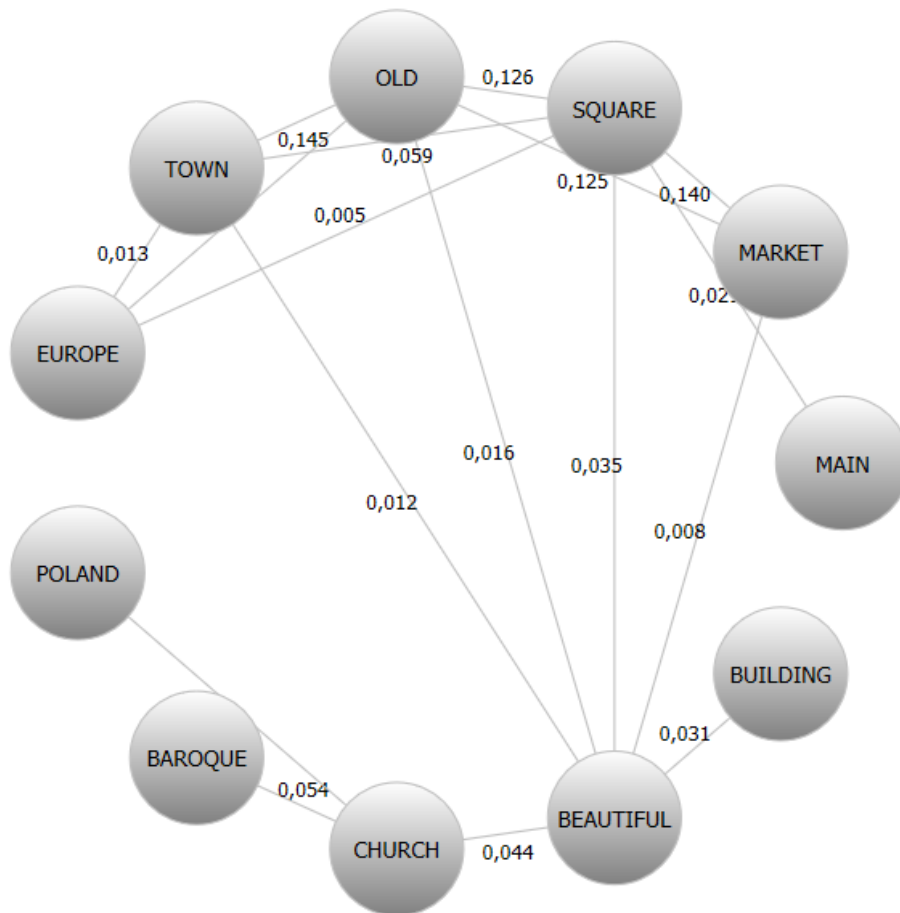 OLD
0,126
SQUARE
TOWN
0,145
0,059
0,125
0,140
0,005
MARKET
0,013
EUROPE
0,016
0,035
MAIN
0,012
0,008
POLAND
BUILDING
0,031
BAROQUE
0,054
BEAUTIFUL
CHURCH
0,044